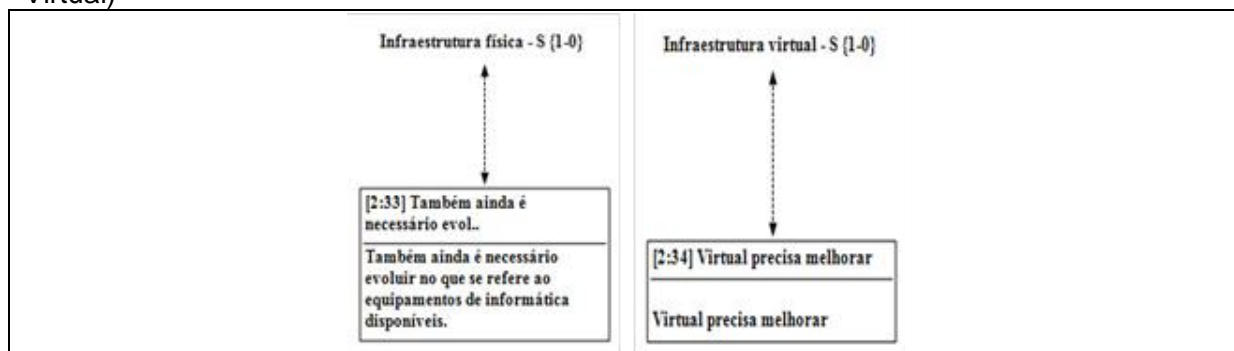 Virtual)
Infraestrutura física - S {1-0}
[2:33] Também ainda é
necessário evol..
Também ainda é necessário
evoluir no que se refere ao
equipamentos de informática
disponíveis.
Infraestrutura virtual - S {1-0}
[2:34] Virtual precisa melhorar
Virtual precisa melhorar